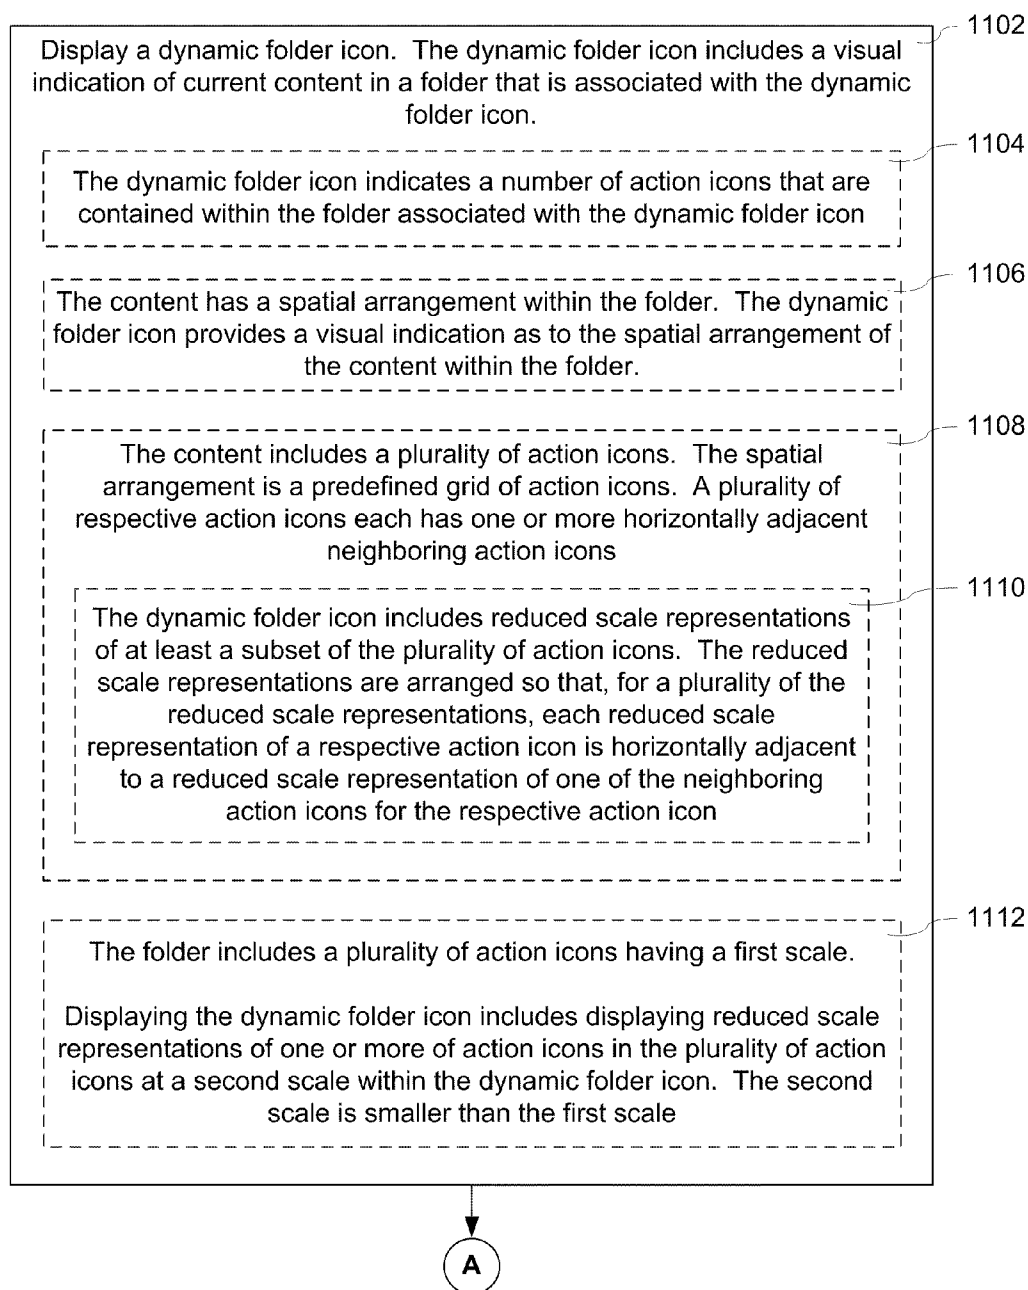 1102
Display a dynamic folder icon.  The dynamic folder icon includes a visual
indication of current content in a folder that is associated with the dynamic
folder icon.
1104
The dynamic folder icon indicates a number of action icons that are
contained within the folder associated with the dynamic folder icon
1106
The content has a spatial arrangement within the folder.  The dynamic
folder icon provides a visual indication as to the spatial arrangement of
the content within the folder.
1108
The content includes a plurality of action icons.  The spatial
arrangement is a predefined grid of action icons.  A plurality of
respective action icons each has one or more horizontally adjacent
neighboring action icons
1110
The dynamic folder icon includes reduced scale representations
of at least a subset of the plurality of action icons.  The reduced
scale representations are arranged so that, for a plurality of the
reduced scale representations, each reduced scale
representation of a respective action icon is horizontally adjacent
to a reduced scale representation of one of the neighboring
action icons for the respective action icon
1112
The folder includes a plurality of action icons having a first scale.
Displaying the dynamic folder icon includes displaying reduced scale
representations of one or more of action icons in the plurality of action
icons at a second scale within the dynamic folder icon.  The second
scale is smaller than the first scale
A